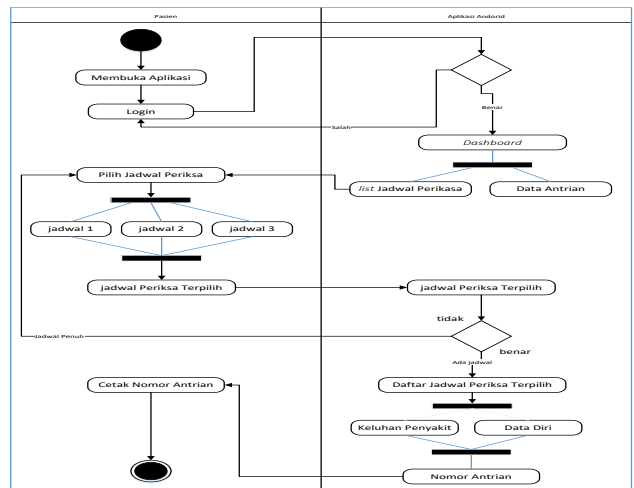 Pasien
Aplikasi Andorid
Membuka Aplikasi
Login
Benar
Salah
Dashboard
Pilih Jadwal Periksa
list Jadwal Perikasa
Data Antrian
jadwal 1
jadwal 2
jadwal 3
jadwal Periksa Terpilih
jadwal Periksa Terpilih
tidak
Jadwal Penuh
benar
Ada jadwal
Cetak Nomor Antrian
Daftar Jadwal Periksa Terpilih
Keluhan Penyakit
Data Diri
Nomor Antrian